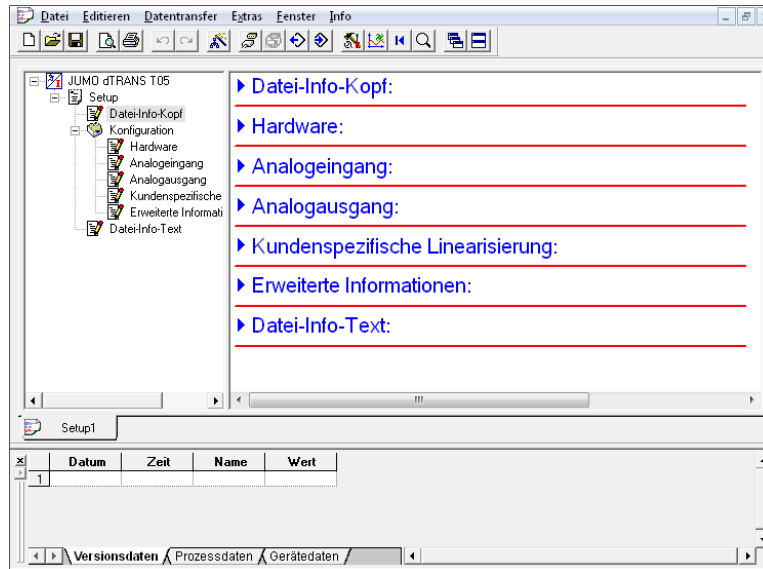 Datei Editieren Datentransfer Extras Fenster Info
JUMO dTRANS T05
Setup
Datei-Info-Kopf
Konfiguration
Hardware
Analogeingang
Analogausgang
Kundenspezifische
Erweiterte Informati
Datei-Info-Text
Datei-Info-Kopf:
Hardware:
Analogeingang:
Analogausgang:
Kundenspezifische Linearisierung:
Erweiterte Informationen:
Datei-Info-Text:
Setup1
Datum Zeit Name Wert
1
Versionsdaten Prozessdaten Gerätedaten